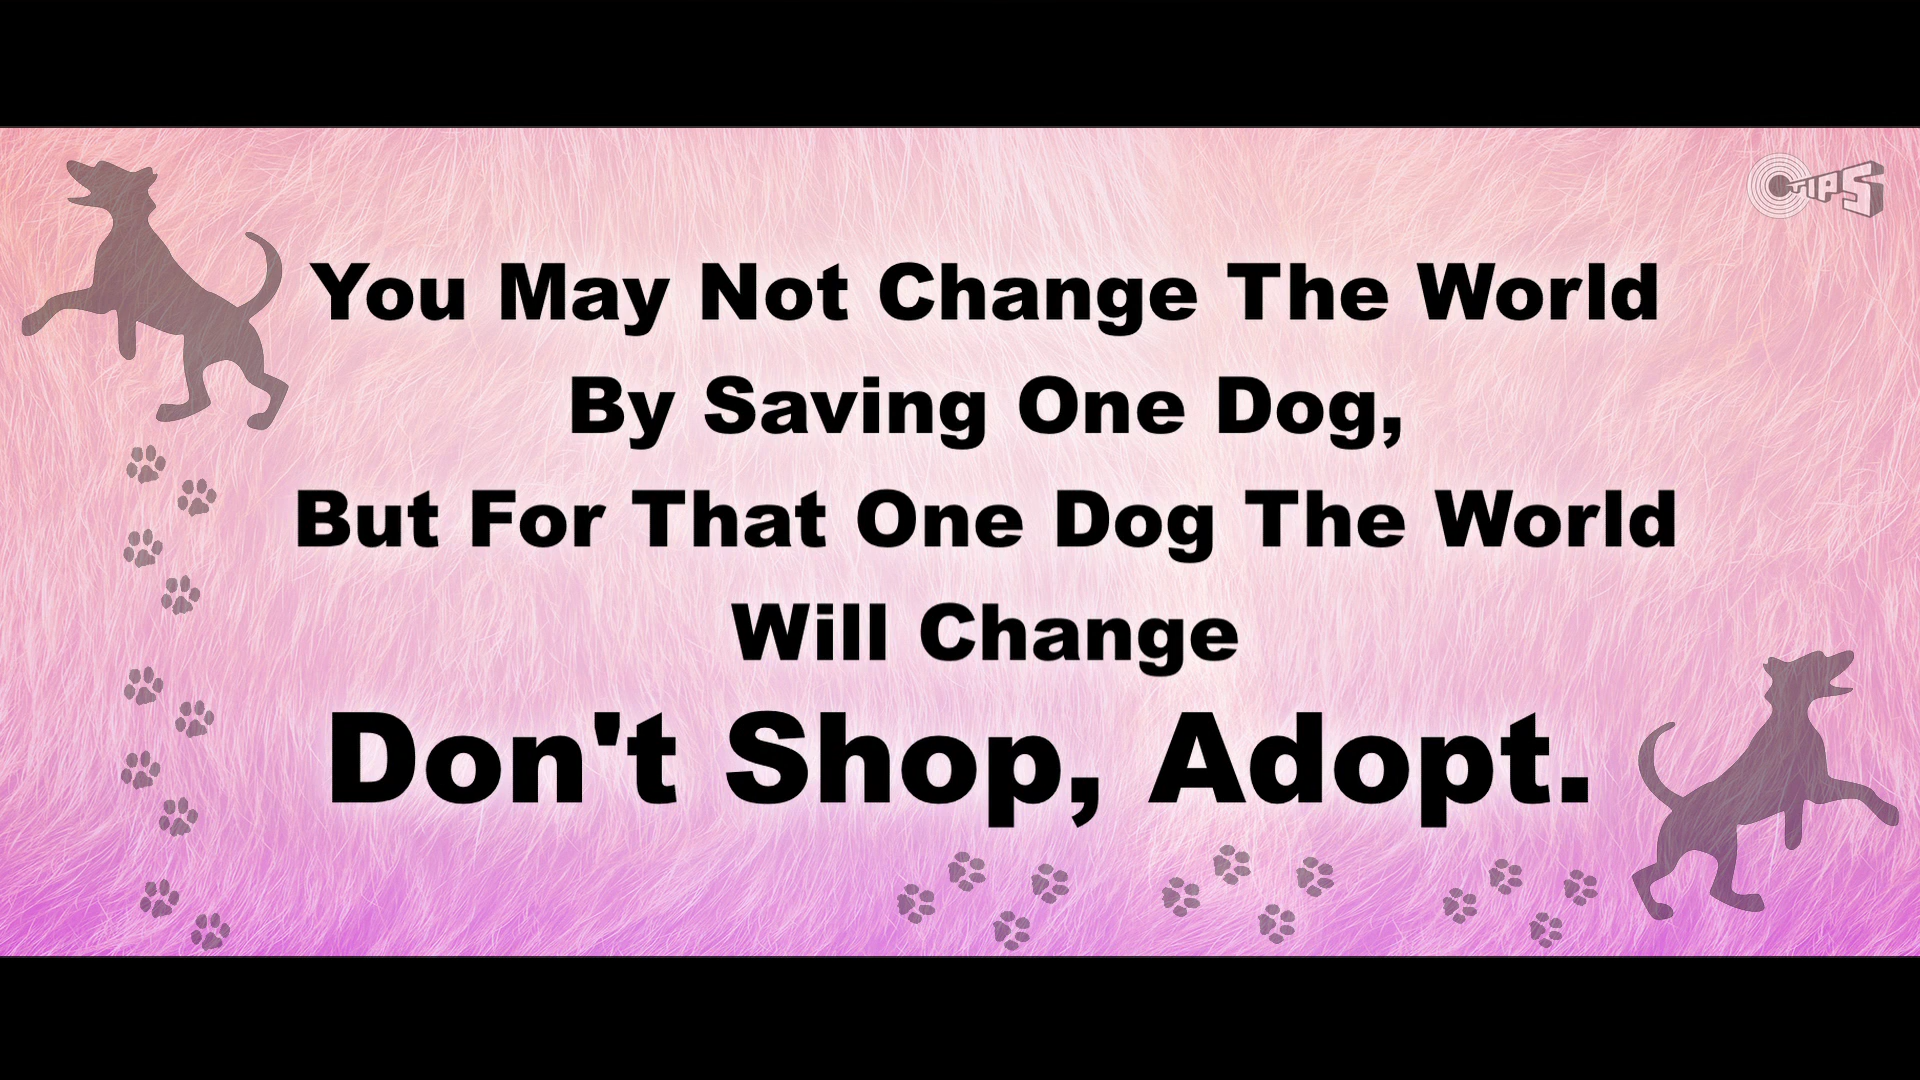 TIPS
You May Not Change The World
By Saving One Dog,
But For That One Dog The World
Will Change
Don't Shop, Adopt.